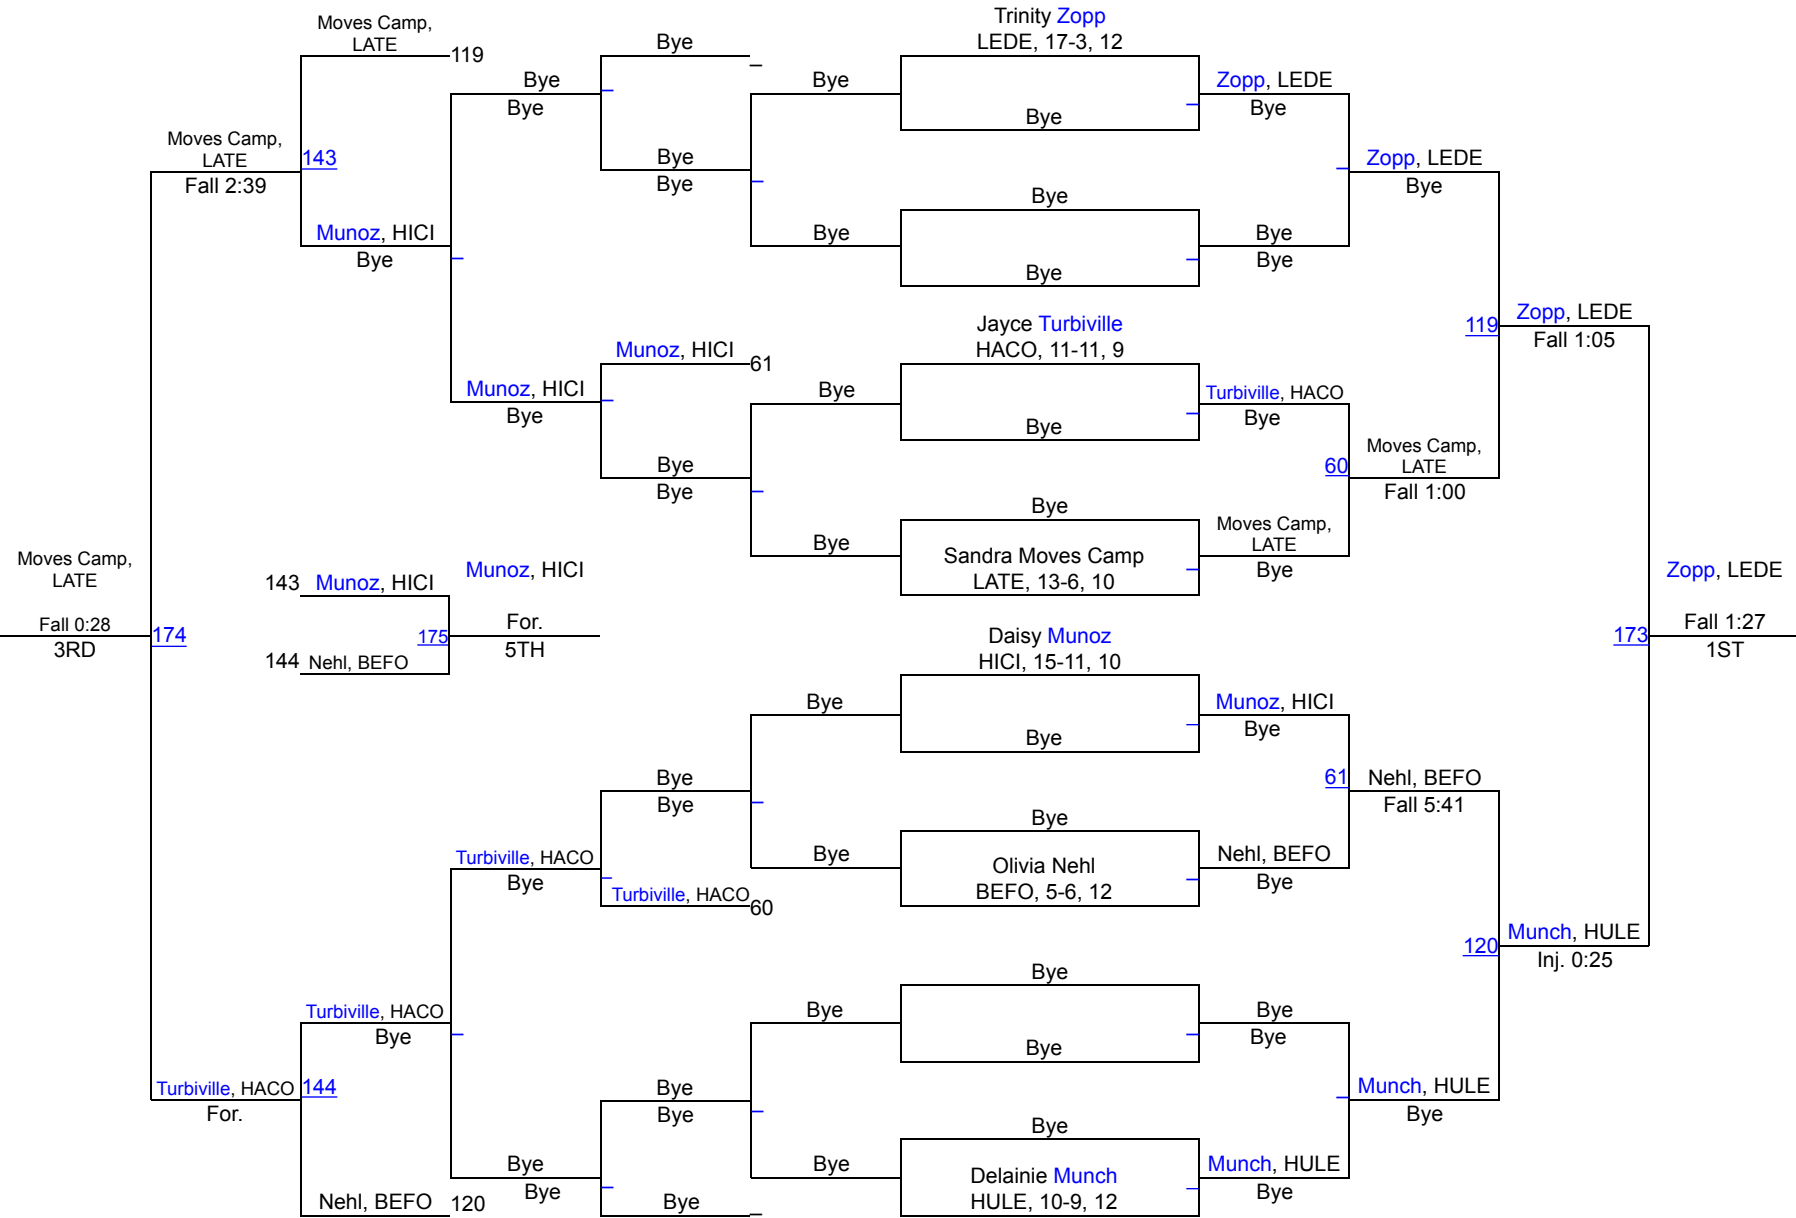 Moves Camp,
LATE
119
Bye
_
Trinity Zopp
LEDE, 17-3, 12
Bye
Bye
Bye
Zopp, LEDE
Bye
Bye
Moves Camp,
LATE
143
Fall 2:39
Bye
Bye
Zopp, LEDE
Bye
Bye
Munoz, HICI
Bye
Bye
Bye
Bye
Bye
Bye
Jayce Turbiville
HACO, 11-11, 9
119
Zopp, LEDE
Fall 1:05
Munoz, HICI
61
Munoz, HICI
Bye
Bye
Turbiville, HACO
Bye
Bye
Bye
Bye
60
Moves Camp,
LATE
Fall 1:00
Bye
Bye
Sandra Moves Camp
LATE, 13-6, 10
Moves Camp,
LATE
Bye
Moves Camp,
LATE
Fall 0:28
3RD
174
143
Munoz, HICI
Munoz, HICI
175
For.
5TH
144
Nehl, BEFO
Zopp, LEDE
173
Fall 1:27
1ST
Daisy Munoz
HICI, 15-11, 10
Bye
Bye
Munoz, HICI
Bye
Bye
Bye
61
Nehl, BEFO
Fall 5:41
Bye
Bye
Olivia Nehl
BEFO, 5-6, 12
Nehl, BEFO
Bye
Turbiville, HACO
Bye
Turbiville, HACO
60
120
Munch, HULE
Inj. 0:25
Bye
Bye
Bye
Bye
Bye
Turbiville, HACO
Bye
Turbiville, HACO
144
For.
Bye
Bye
Munch, HULE
Bye
Bye
Bye
Delainie Munch
HULE, 10-9, 12
Munch, HULE
Bye
Bye
Bye
Nehl, BEFO
120
Bye
_